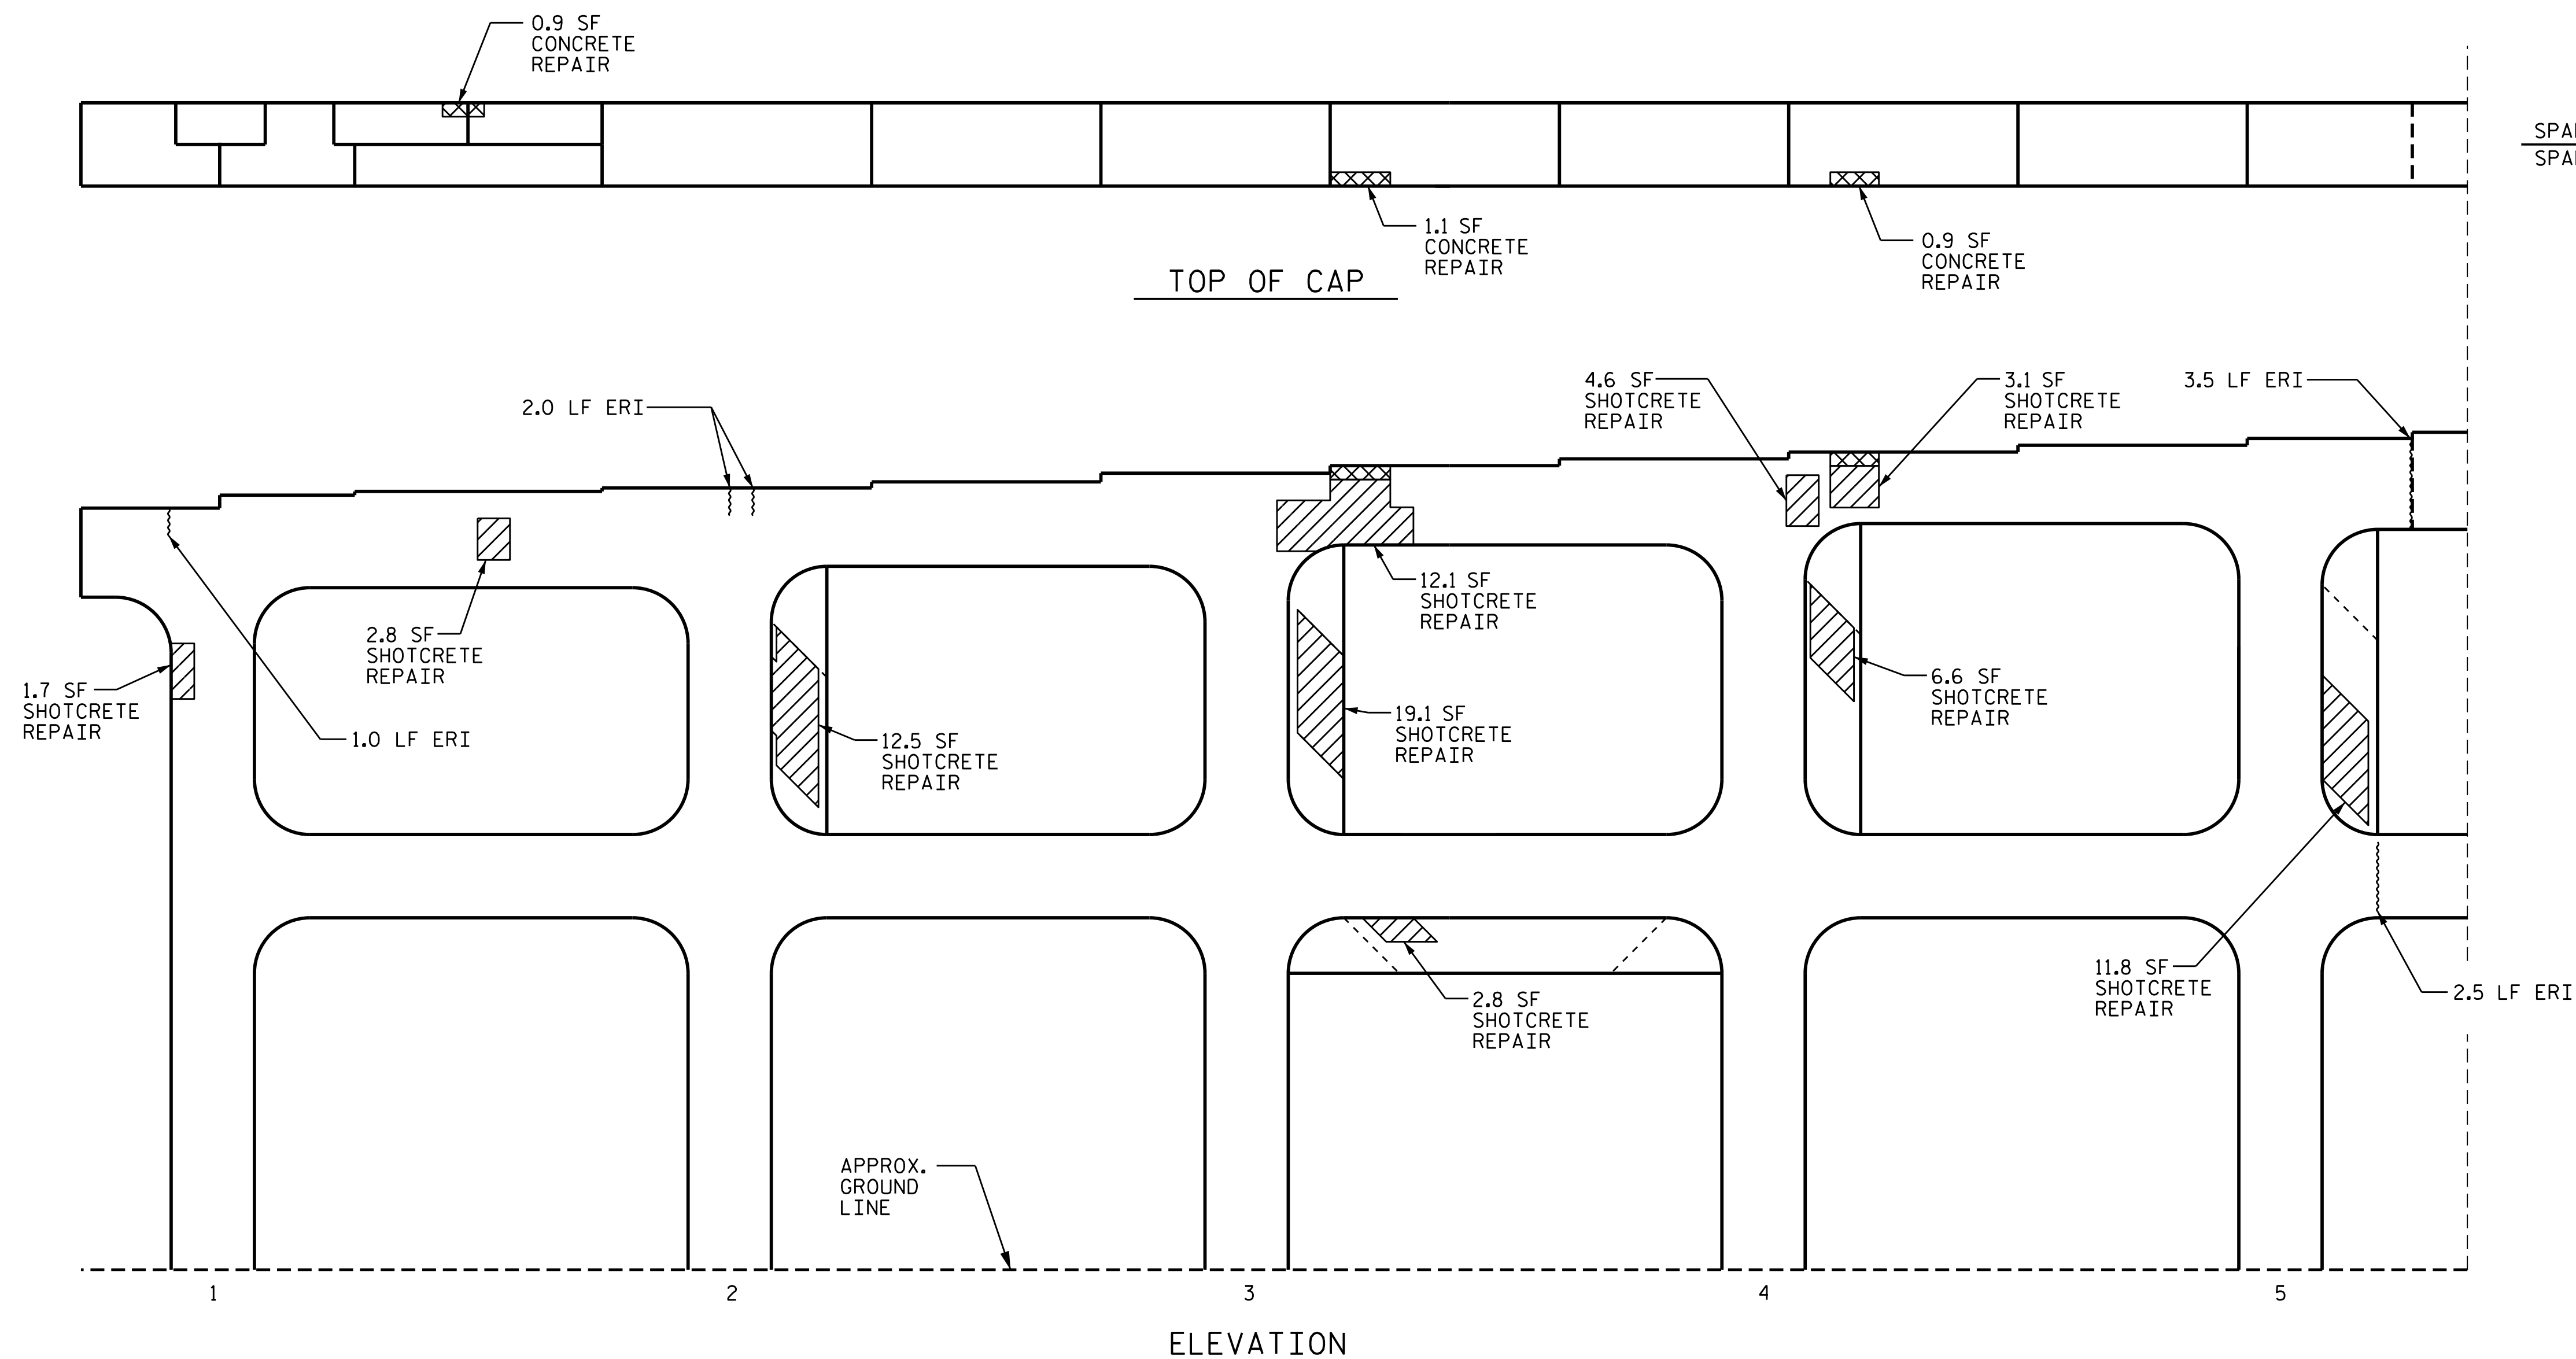 0.9 SF
CONCRETE
REPAIR
SPA
SPA
1.1 SF
CONCRETE
REPAIR
0.9 SF
CONCRETE
REPAIR
TOP OF CAP
2.0 LF ERI
4.6 SF
SHOTCRETE
REPAIR
3.1 SF
SHOTCRETE
REPAIR
3.5 LF ERI
2.8 SF
SHOTCRETE
REPAIR
12.1 SF
SHOTCRETE
REPAIR
1.7 SF
SHOTCRETE
REPAIR
1.0 LF ERI
12.5 SF
SHOTCRETE
REPAIR
19.1 SF
SHOTCRETE
REPAIR
6.6 SF
SHOTCRETE
REPAIR
11.8 SF
SHOTCRETE
REPAIR
2.5 LF ERI
2.8 SF
SHOTCRETE
REPAIR
APPROX.
GROUND
LINE
1 2 3 4 5
ELEVATION